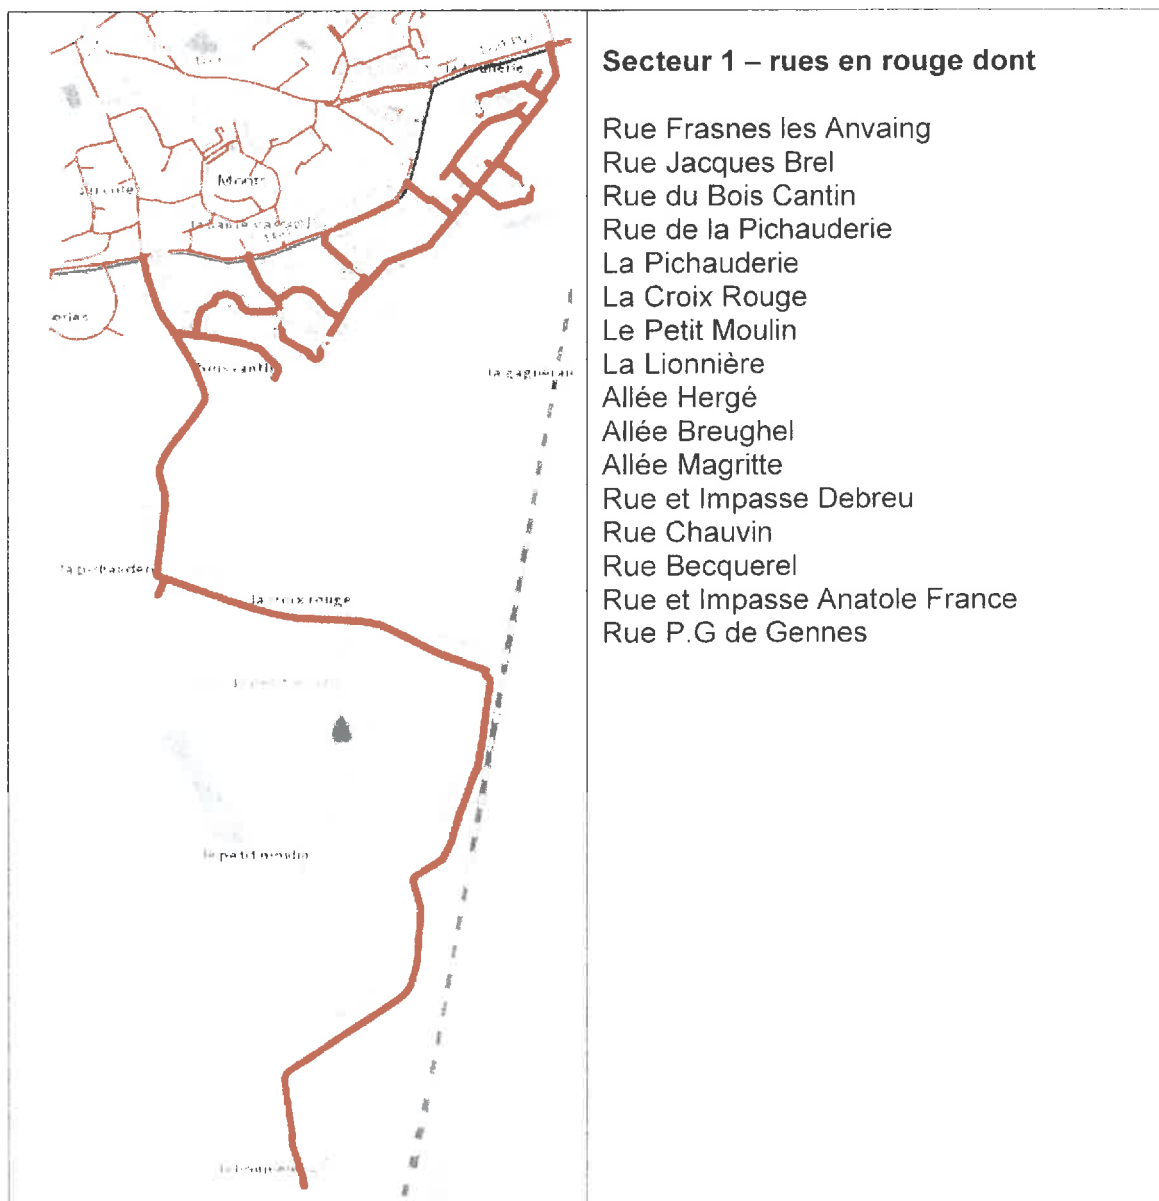 Secteur 1 – rues en rouge dont
Rue Frasnes les Anvaing
Rue Jacques Brel
Rue du Bois Cantin
Rue de la Pichauderie
La Pichauderie
La Croix Rouge
Le Petit Moulin
La Lionnière
Allée Hergé
Allée Breughel
Allée Magritte
Rue et Impasse Debreu
Rue Chauvin
Rue Becquerel
Rue et Impasse Anatole France
Rue P.G de Gennes
la croix rouge
le petit moulin